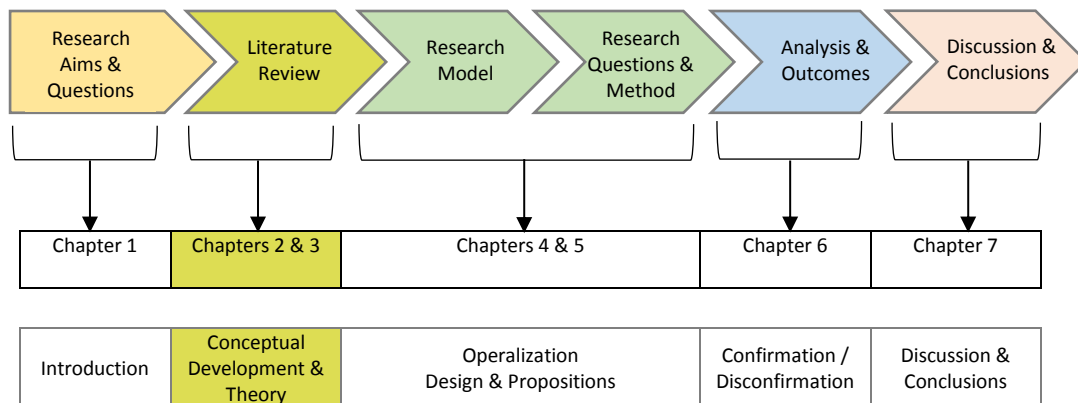 Research
Aims &
Questions
Literature
Review
Research
Model
Research
Questions &
Method
Analysis &
Outcomes
Discussion &
Conclusions
Chapter 1
Chapters 2 & 3
Chapters 4 & 5
Chapter 6
Chapter 7
Introduction
Conceptual
Development &
Theory
Operalization
Design & Propositions
Confirmation /
Disconfirmation
Discussion &
Conclusions